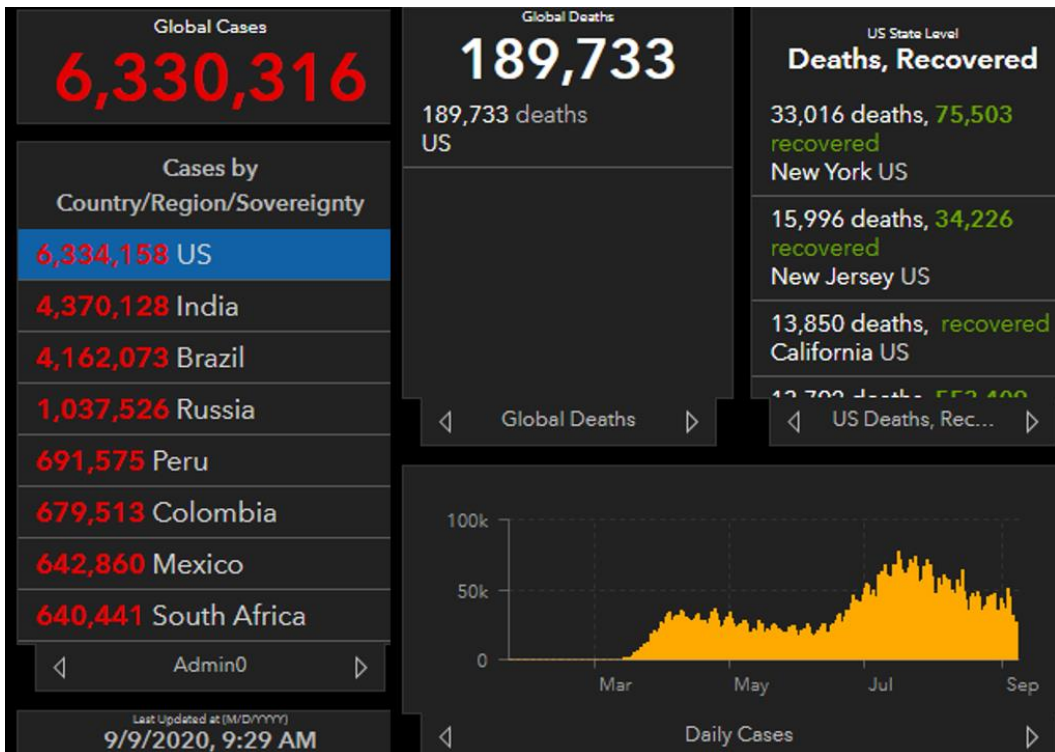 Global Cases
6,330,316
Cases by
Country/Region/Sovereignty
6,334,158 US
4,370,128 India
4,162,073 Brazil
1,037,526 Russia
691,575 Peru
679,513 Colombia
642,860 Mexico
640,441 South Africa
Admin0
Last Updated at (M/D/YYYY)
9/9/2020, 9:29 AM
Global Deaths
189,733
189,733 deaths
US
Global Deaths
US State Level
Deaths, Recovered
33,016 deaths, 75,503
recovered
New York US
15,996 deaths, 34,226
recovered
New Jersey US
13,850 deaths, recovered
California US
US Deaths, Rec...
100k
50k
0
Mar May Jul Sep
Daily Cases